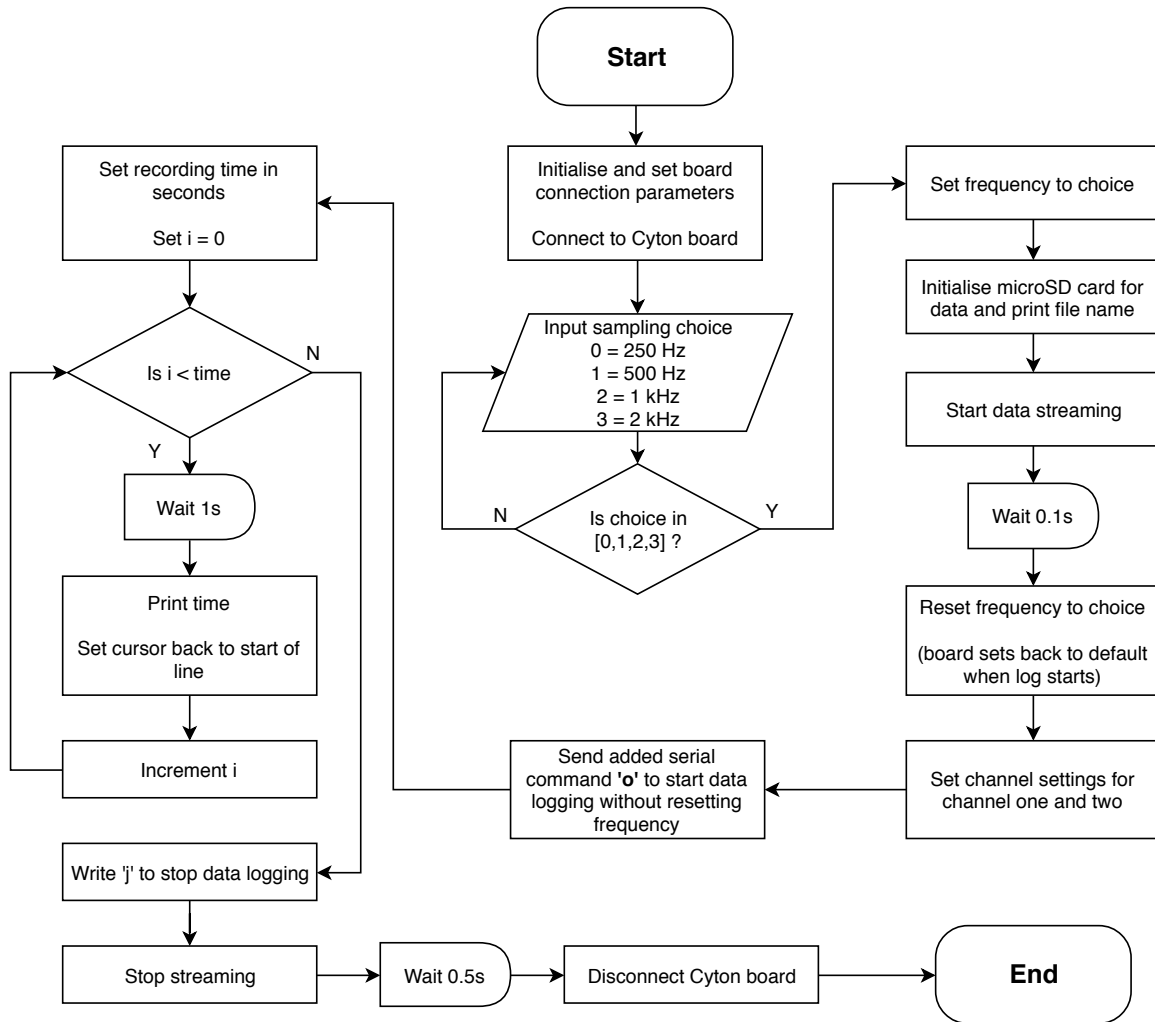 Start
Initialise and set board
connection parameters
Connect to Cyton board
Input sampling choice
0 = 250 Hz
1 = 500 Hz
2 = 1 kHz
3 = 2 kHz
Is choice in
[0,1,2,3] ?
N
Y
Set frequency to choice
Initialise microSD card for
data and print file name
Start data streaming
Wait 0.1s
Reset frequency to choice
(board sets back to default
when log starts)
Set channel settings for
channel one and two
Send added serial
command 'o' to start data
logging without resetting
frequency
Set recording time in
seconds
Set i = 0
Is i < time
N
Y
Wait 1s
Print time
Set cursor back to start of
line
Increment i
Write 'j' to stop data logging
Stop streaming
Wait 0.5s
Disconnect Cyton board
End